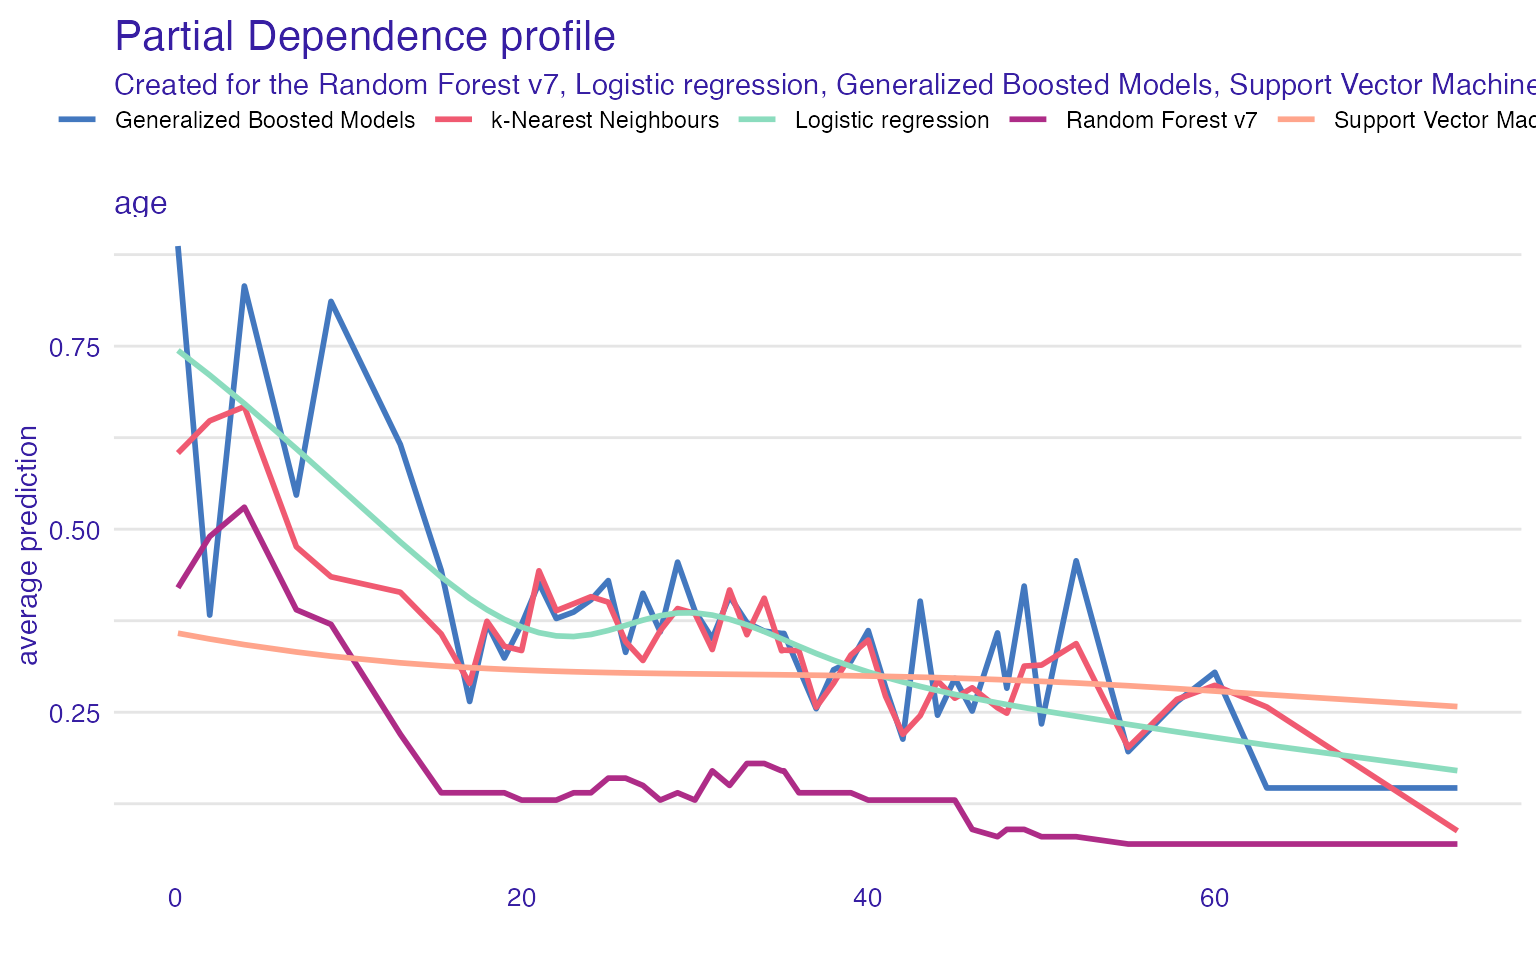 Partial Dependence profile
Created for the Random Forest v7, Logistic regression, Generalized Boosted Models, Support Vector Machine
Generalized Boosted Models k-Nearest Neighbours Logistic regression Random Forest v7 Support Vector Mac
age
average prediction
0.75
0.50
0.25
0 20 40 60